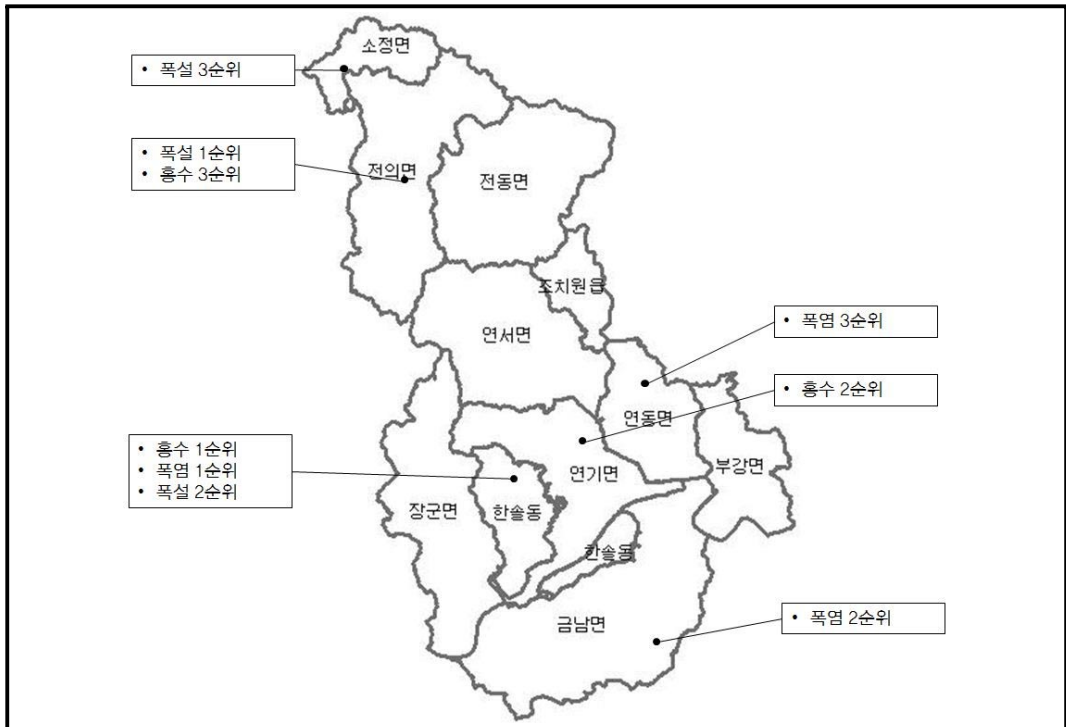 소정면
• 폭설 3순위
• 폭설 1순위
• 홍수 3순위
전의면
전동면
조치원읍
• 폭염 3순위
연서면
• 홍수 2순위
연동면
• 홍수 1순위
• 폭염 1순위
• 폭설 2순위
연기면
부강면
장군면
한솔동
한솔동
• 폭염 2순위
금남면